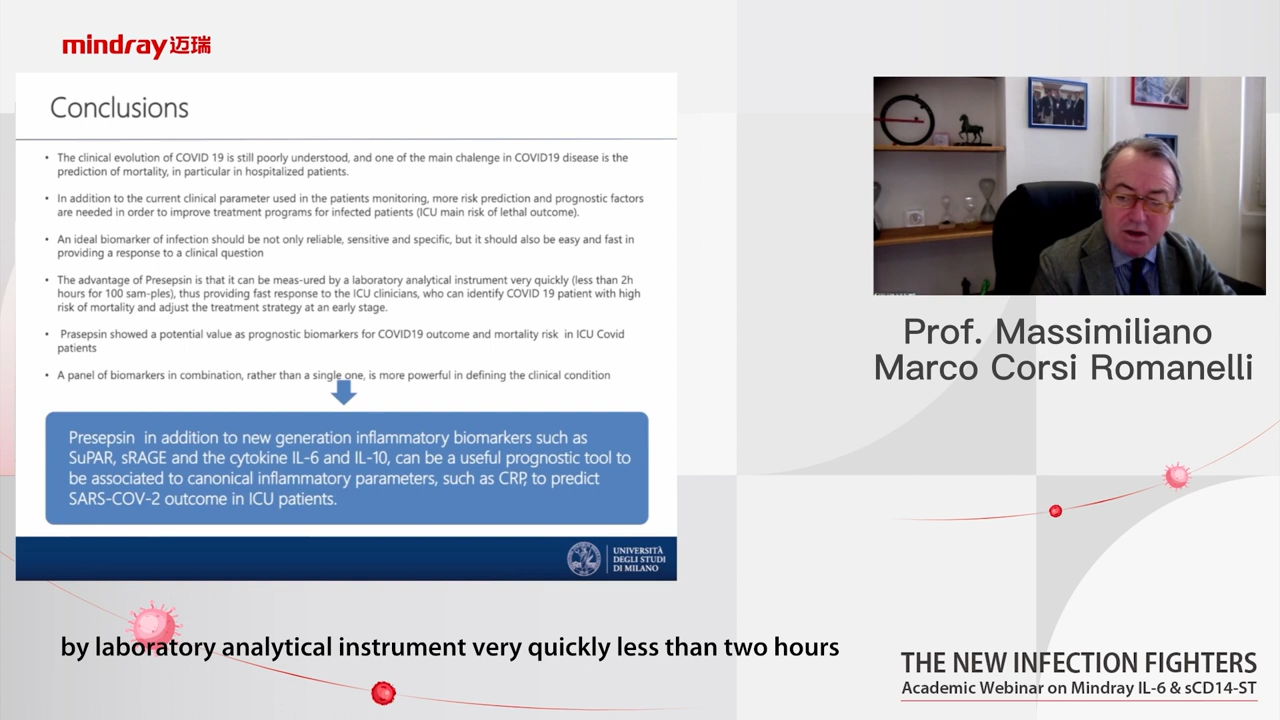 mindray迈瑞
Conclusions
• The clinical evolution of COVID 19 is still poorly understood, and one of the main chalenge in COVID19 disease is the
prediction of mortality, in particular in hospitalized patients.
• In addition to the current clinical parameter used in the patients monitoring, more risk prediction and prognostic factors
are needed in order to improve treatment programs for infected patients (ICU main risk of lethal outcome).
• An ideal biomarker of infection should be not only reliable, sensitive and specific, but it should also be easy and fast in
providing a response to a clinical question
• The advantage of Presepsin is that it can be meas-ured by a laboratory analytical instrument very quickly (less than 2h
hours for 100 sam-ples), thus providing fast response to the ICU clinicians, who can identify COVID 19 patient with high
risk of mortality and adjust the treatment strategy at an early stage.
• Prasepsin showed a potential value as prognostic biomarkers for COVID19 outcome and mortality risk in ICU Covid
patients
• A panel of biomarkers in combination, rather than a single one, is more powerful in defining the clinical condition
Presepsin in addition to new generation inflammatory biomarkers such as
SuPAR, sRAGE and the cytokine IL-6 and IL-10, can be a useful prognostic tool to
be associated to canonical inflammatory parameters, such as CRP, to predict
SARS-COV-2 outcome in ICU patients.
UNIVERSITÀ
DEGLI STUDI
DI MILANO
Prof. Massimiliano
Marco Corsi Romanelli
by laboratory analytical instrument very quickly less than two hours
THE NEW INFECTION FIGHTERS
Academic Webinar on Mindray IL-6 & sCD14-ST